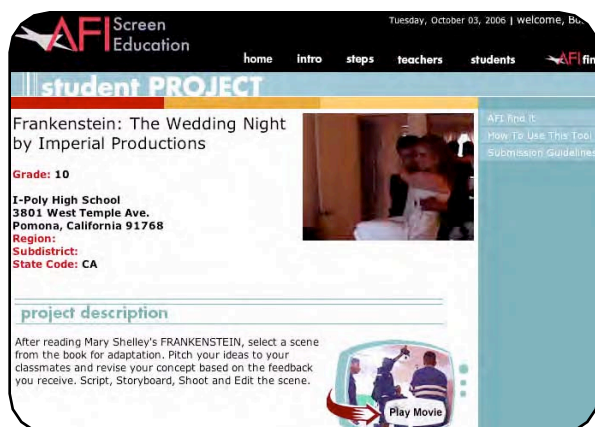 AFI Screen
Education
Tuesday, October 03, 2006 | welcome,
home intro steps teachers students AFI
student PROJECT
Frankenstein: The Wedding Night
by Imperial Productions
Grade: 10
I-Poly High School
3801 West Temple Ave.
Pomona, California 91768
Region:
Subdistrict:
State Code: CA
AFI find it
How To Use This Tool
Submission Guidelines
project description
After reading Mary Shelley's FRANKENSTEIN, select a scene
from the book for adaptation. Pitch your ideas to your
classmates and revise your concept based on the feedback
you receive. Script, Storyboard, Shoot and Edit the scene.
Play Movie